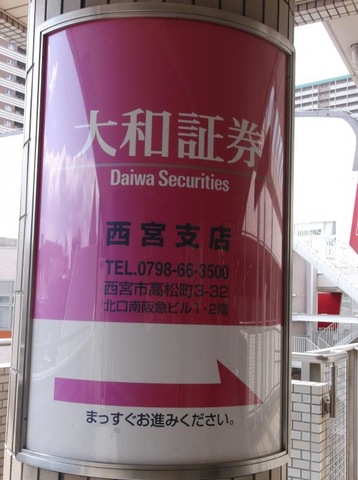 大和証券
Daiwa Securities
西宮支店
TEL.0798-66-3500
西宮市高松町3-32
北口南阪急ビル1・2階
まっすぐお進みください。